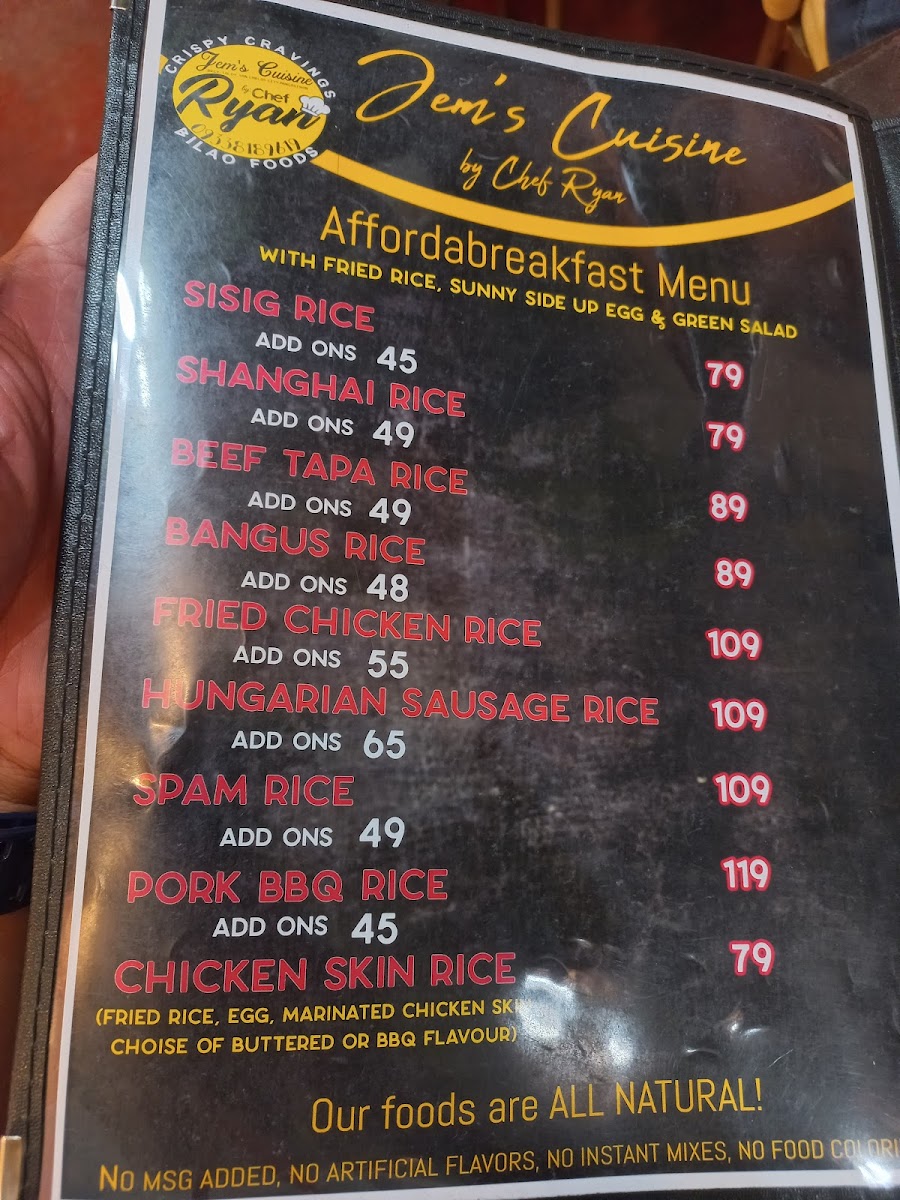 CRISPY CRAVINGS
Jem's Cuisine
by Chef
Ryan
09338189619
BILAO FOODS
Jem's Cuisine
by Chef Ryan
Affordabreakfast Menu
WITH FRIED RICE, SUNNY SIDE UP EGG & GREEN SALAD
SISIG RICE 79
ADD ONS 45
SHANGHAI RICE 79
ADD ONS 49
BEEF TAPA RICE 89
ADD ONS 49
BANGUS RICE 89
ADD ONS 48
FRIED CHICKEN RICE 109
ADD ONS 55
HUNGARIAN SAUSAGE RICE 109
ADD ONS 65
SPAM RICE 109
ADD ONS 49
PORK BBQ RICE 119
ADD ONS 45
CHICKEN SKIN RICE 79
(FRIED RICE, EGG, MARINATED CHICKEN SKIN
CHOISE OF BUTTERED OR BBQ FLAVOUR)
Our foods are ALL NATURAL!
NO MSG ADDED, NO ARTIFICIAL FLAVORS, NO INSTANT MIXES, NO FOOD COLORI